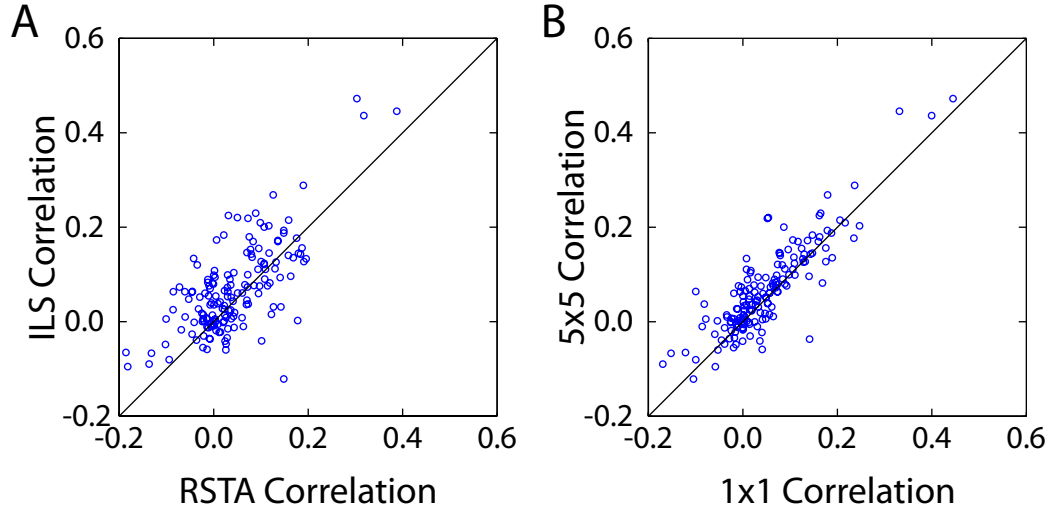 A
0.6
0.4
0.2
0.0
-0.2
ILS Correlation
-0.2 0.0 0.2 0.4 0.6
RSTA Correlation
B
0.6
0.4
0.2
0.0
-0.2
5x5 Correlation
-0.2 0.0 0.2 0.4 0.6
1x1 Correlation